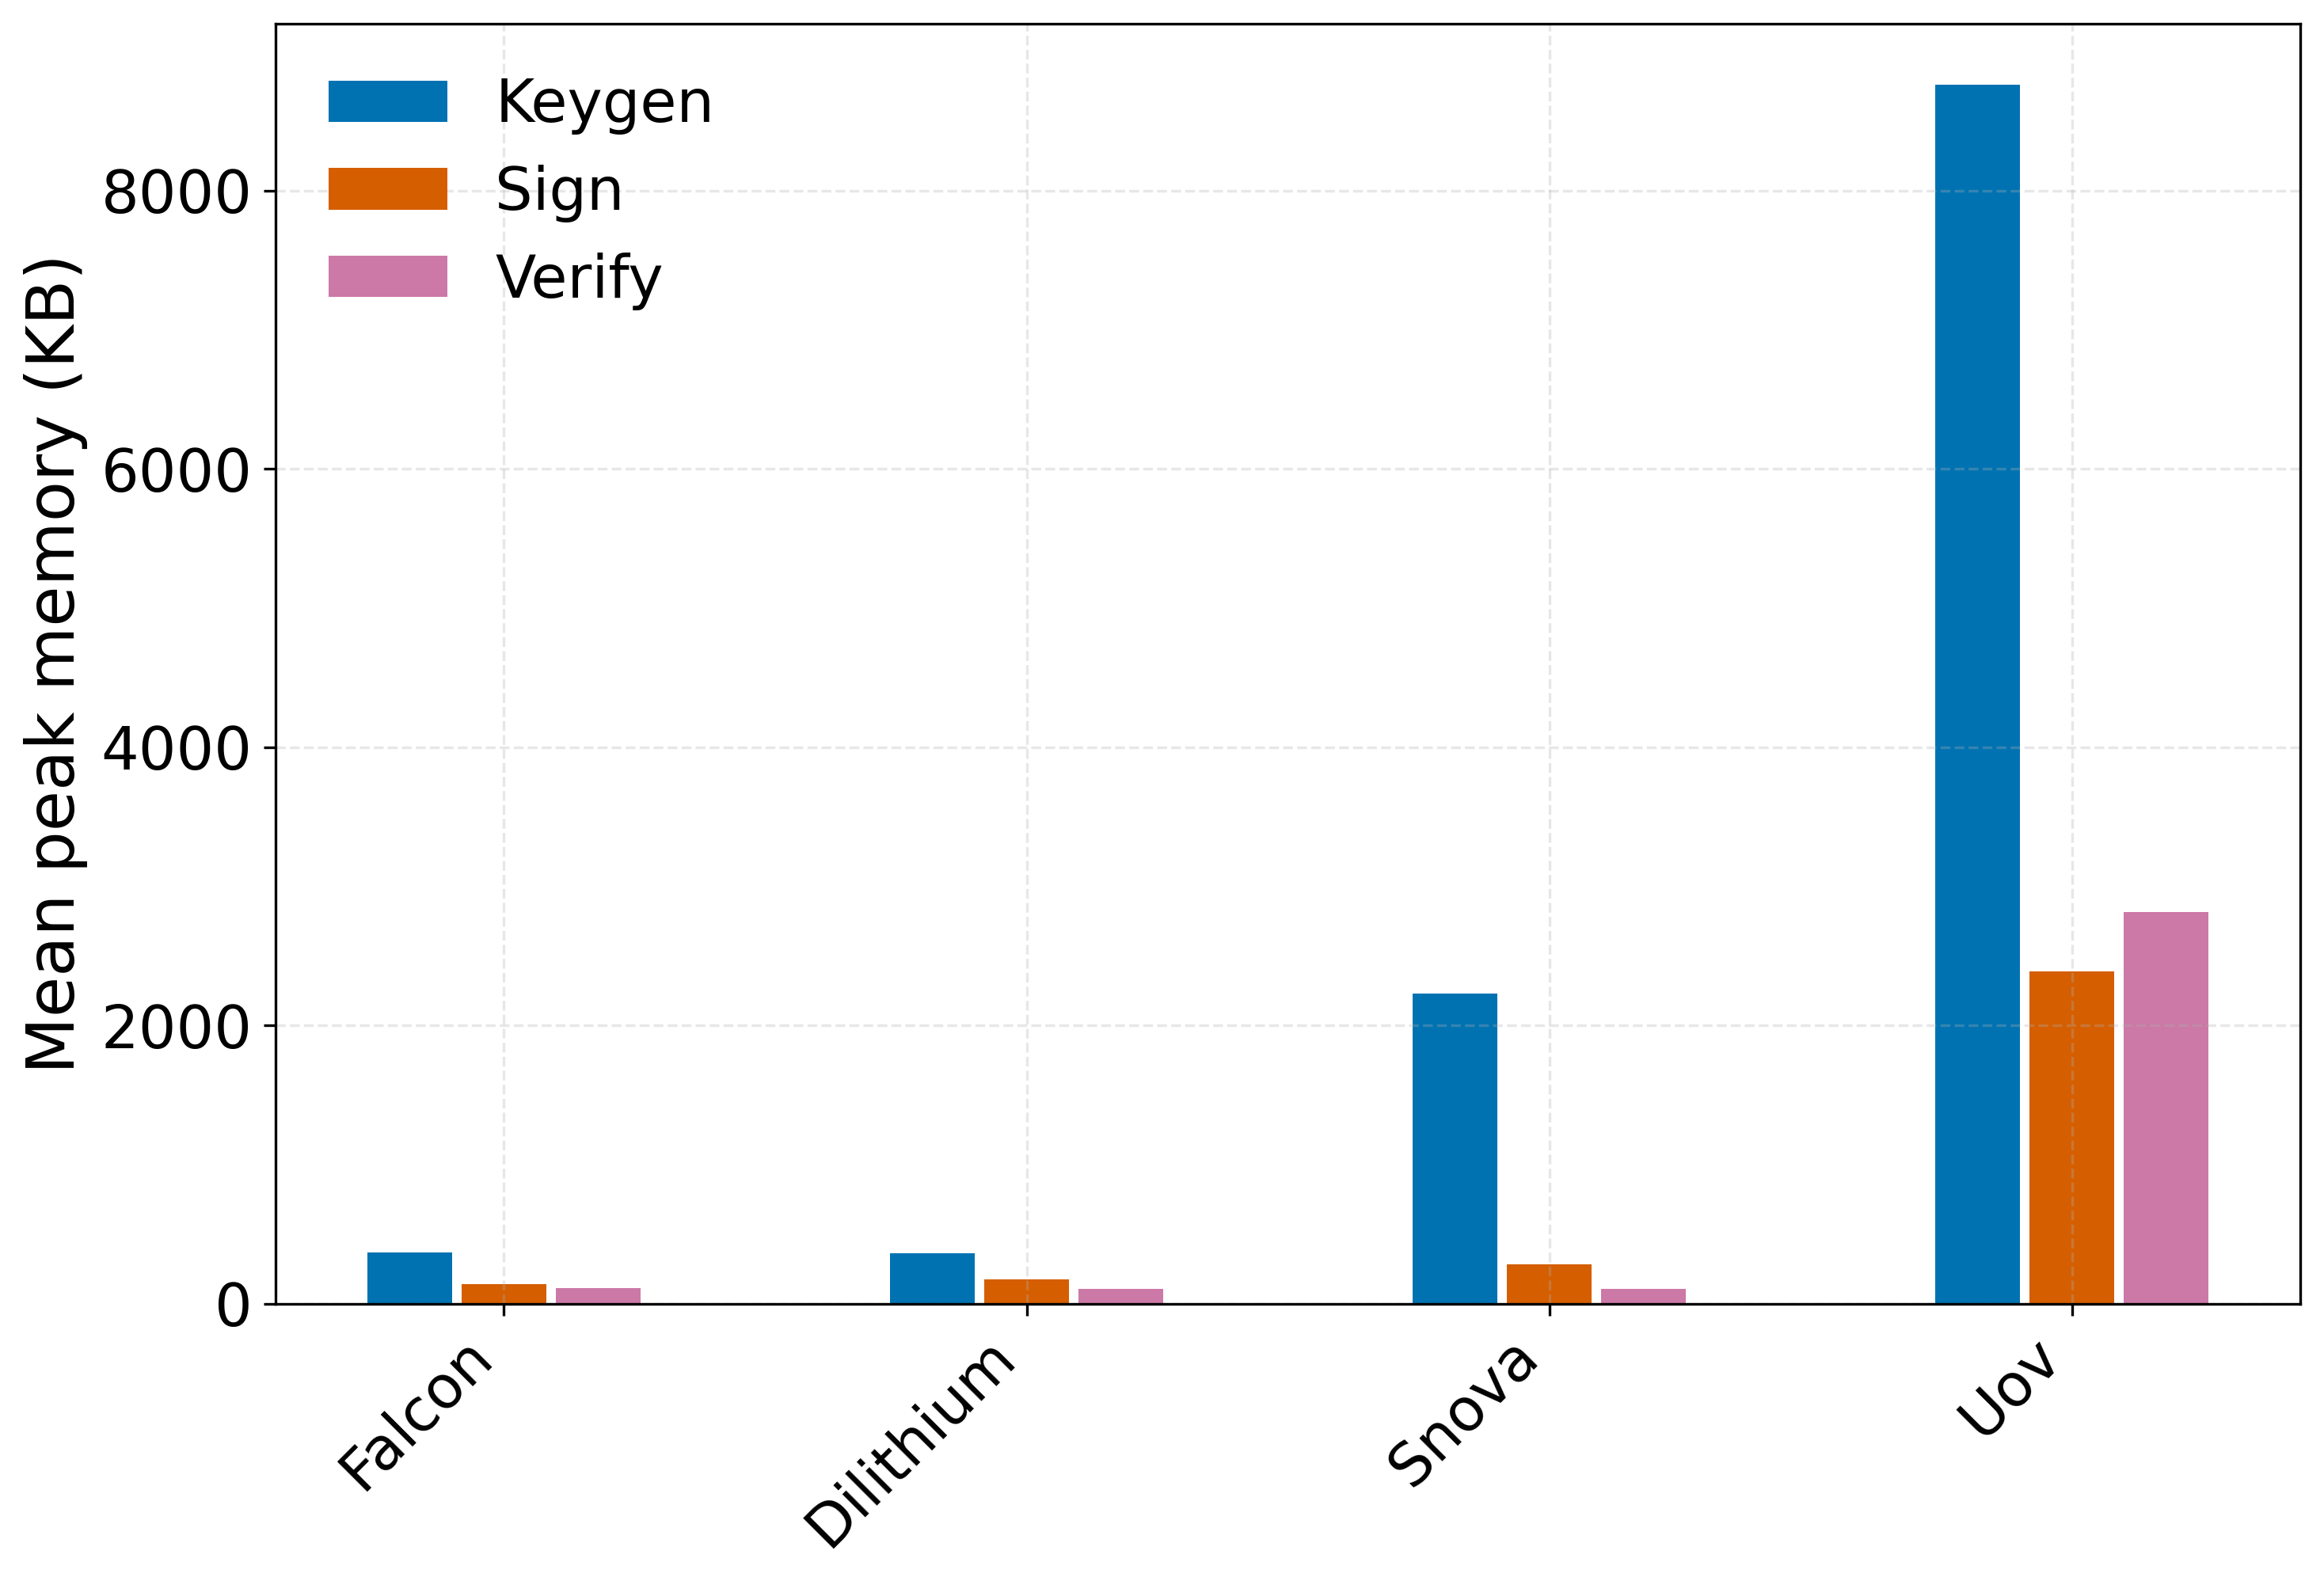 Keygen
Sign
Verify
Mean peak memory (KB)
8000
6000
4000
2000
0
Falcon
Dilithium
Snova
Uov